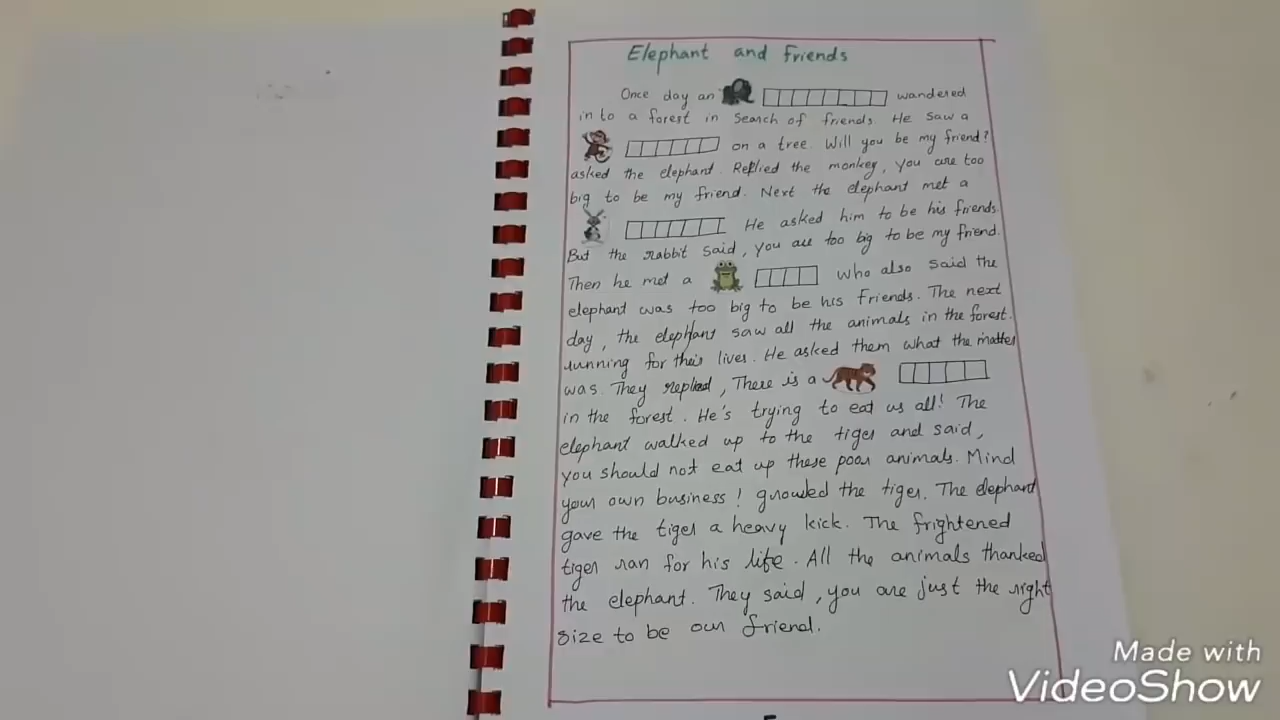 Elephant and friends
Once day an wandered
in to a forest in search of friends. He saw a
on a tree. Will you be my friend?
asked the elephant. Replied the monkey, you are too
big to be my friend. Next the elephant met a
He asked him to be his friends.
But the rabbit said, you are too big to be my friend.
Then he met a who also said the
elephant was too big to be his friends. The next
day, the elephant saw all the animals in the forest.
running for their lives. He asked them what the matter
was. They replied, There is a
in the forest. He's trying to eat us all! The
elephant walked up to the tiger and said,
you should not eat up these poor animals. Mind
your own business! growled the tiger. The elephant
gave the tiger a heavy kick. The frightened
tiger ran for his life. All the animals thanked
the elephant. They said, you are just the right
size to be our friend.
Made with
VideoShow